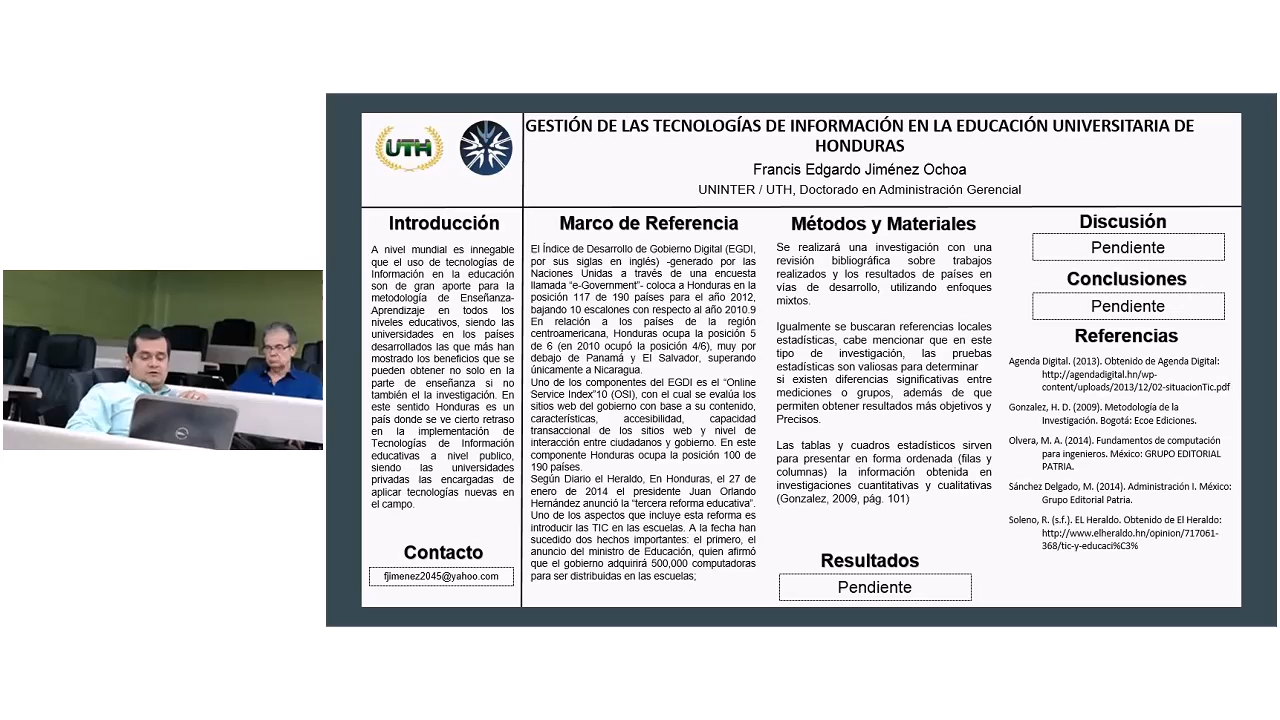 UTH
GESTIÓN DE LAS TECNOLOGÍAS DE INFORMACIÓN EN LA EDUCACIÓN UNIVERSITARIA DE
HONDURAS
Francis Edgardo Jiménez Ochoa
UNINTER / UTH, Doctorado en Administración Gerencial
Introducción
A nivel mundial es innegable
que el uso de tecnologías de
Información en la educación
son de gran aporte para la
metodología de Enseñanza-
Aprendizaje en todos los
niveles educativos, siendo las
universidades en los países
desarrollados las que más han
mostrado los beneficios que se
pueden obtener no solo en la
parte de enseñanza si no
también el la investigación. En
este sentido Honduras es un
país donde se ve cierto retraso
en la implementación de
Tecnologías de Información
educativas a nivel publico,
siendo las universidades
privadas las encargadas de
aplicar tecnologías nuevas en
el campo.
Contacto
fjimenez2045@yahoo.com
Marco de Referencia
El Índice de Desarrollo de Gobierno Digital (EGDI,
por sus siglas en inglés) -generado por las
Naciones Unidas a través de una encuesta
llamada “e-Government”- coloca a Honduras en la
posición 117 de 190 países para el año 2012,
bajando 10 escalones con respecto al año 2010.9
En relación a los países de la región
centroamericana, Honduras ocupa la posición 5
de 6 (en 2010 ocupó la posición 4/6), muy por
debajo de Panamá y El Salvador, superando
únicamente a Nicaragua.
Uno de los componentes del EGDI es el “Online
Service Index”10 (OSI), con el cual se evalúa los
sitios web del gobierno con base a su contenido,
características, accesibilidad, capacidad
transaccional de los sitios web y nivel de
interacción entre ciudadanos y gobierno. En este
componente Honduras ocupa la posición 100 de
190 países.
Según Diario el Heraldo, En Honduras, el 27 de
enero de 2014 el presidente Juan Orlando
Hernández anunció la “tercera reforma educativa”.
Uno de los aspectos que incluye esta reforma es
introducir las TIC en las escuelas. A la fecha han
sucedido dos hechos importantes: el primero, el
anuncio del ministro de Educación, quien afirmó
que el gobierno adquirirá 500,000 computadoras
para ser distribuidas en las escuelas;
Métodos y Materiales
Se realizará una investigación con una
revisión bibliográfica sobre trabajos
realizados y los resultados de países en
vías de desarrollo, utilizando enfoques
mixtos.
Igualmente se buscaran referencias locales
estadísticas, cabe mencionar que en este
tipo de investigación, las pruebas
estadísticas son valiosas para determinar
si existen diferencias significativas entre
mediciones o grupos, además de que
permiten obtener resultados más objetivos y
Precisos.
Las tablas y cuadros estadísticos sirven
para presentar en forma ordenada (filas y
columnas) la información obtenida en
investigaciones cuantitativas y cualitativas
(Gonzalez, 2009, pág. 101)
Resultados
Pendiente
Discusión
Pendiente
Conclusiones
Pendiente
Referencias
Agenda Digital. (2013). Obtenido de Agenda Digital:
http://agendadigital.hn/wp-
content/uploads/2013/12/02-situacionTic.pdf
Gonzalez, H. D. (2009). Metodología de la
Investigación. Bogotá: Ecoe Ediciones.
Olvera, M. A. (2014). Fundamentos de computación
para ingenieros. México: GRUPO EDITORIAL
PATRIA.
Sánchez Delgado, M. (2014). Administración I. México:
Grupo Editorial Patria.
Soleno, R. (s.f.). EL Heraldo. Obtenido de El Heraldo:
http://www.elheraldo.hn/opinion/717061-
368/tic-y-educaci%C3%